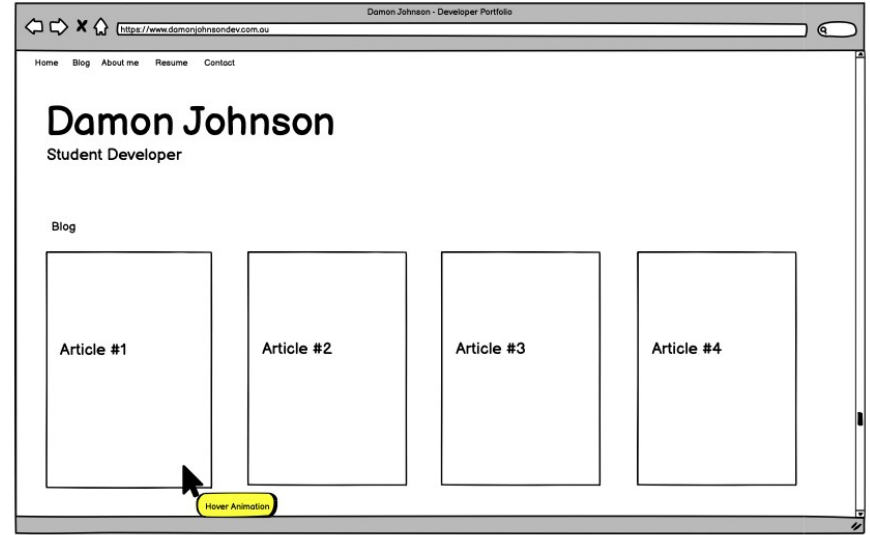 Damon Johnson - Developer Portfolio
https://www.damonjohnsondev.com.au
Home Blog About me Resume Contact
Damon Johnson
Student Developer
Blog
Article #1 Article #2 Article #3 Article #4
Hover Animation